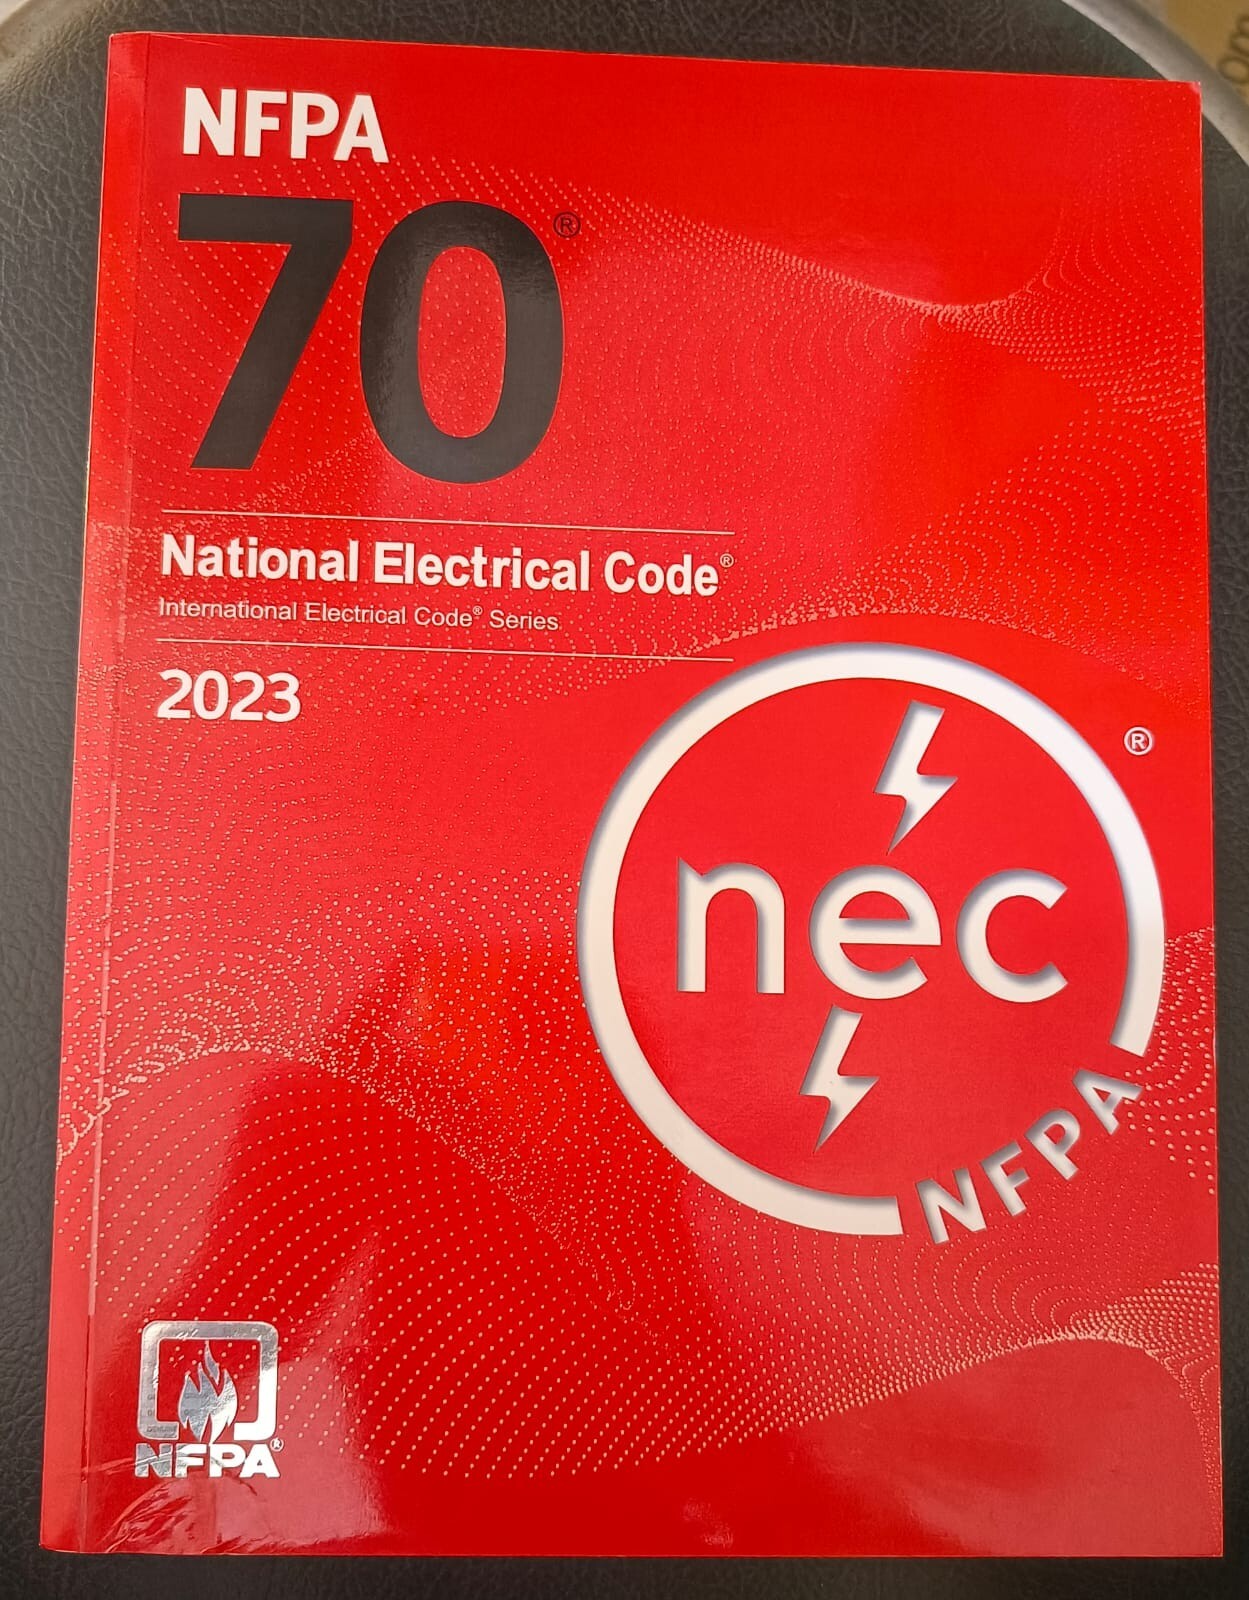 NFPA
70®
National Electrical Code®
International Electrical Code® Series
2023
®
nec
NFPA
NFPA®